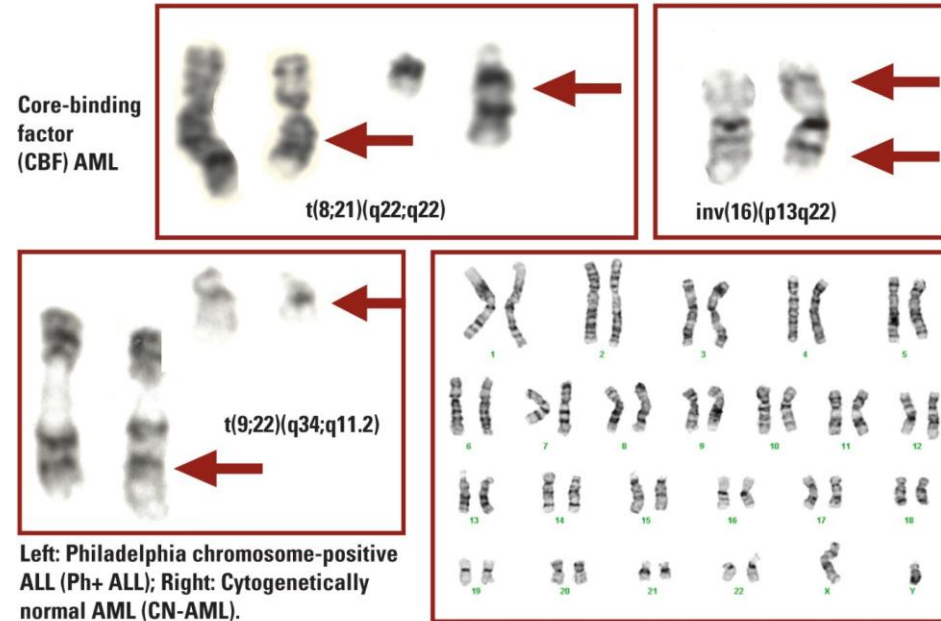 Core-binding
factor
(CBF) AML
t(8;21)(q22;q22)
inv(16)(p13q22)
t(9;22)(q34;q11.2)
Left: Philadelphia chromosome-positive
ALL (Ph+ ALL); Right: Cytogenetically
normal AML (CN-AML).
1 2 3 4 5
6 7 8 9 10 11 12
13 14 15 16 17 18
19 20 21 22 X Y